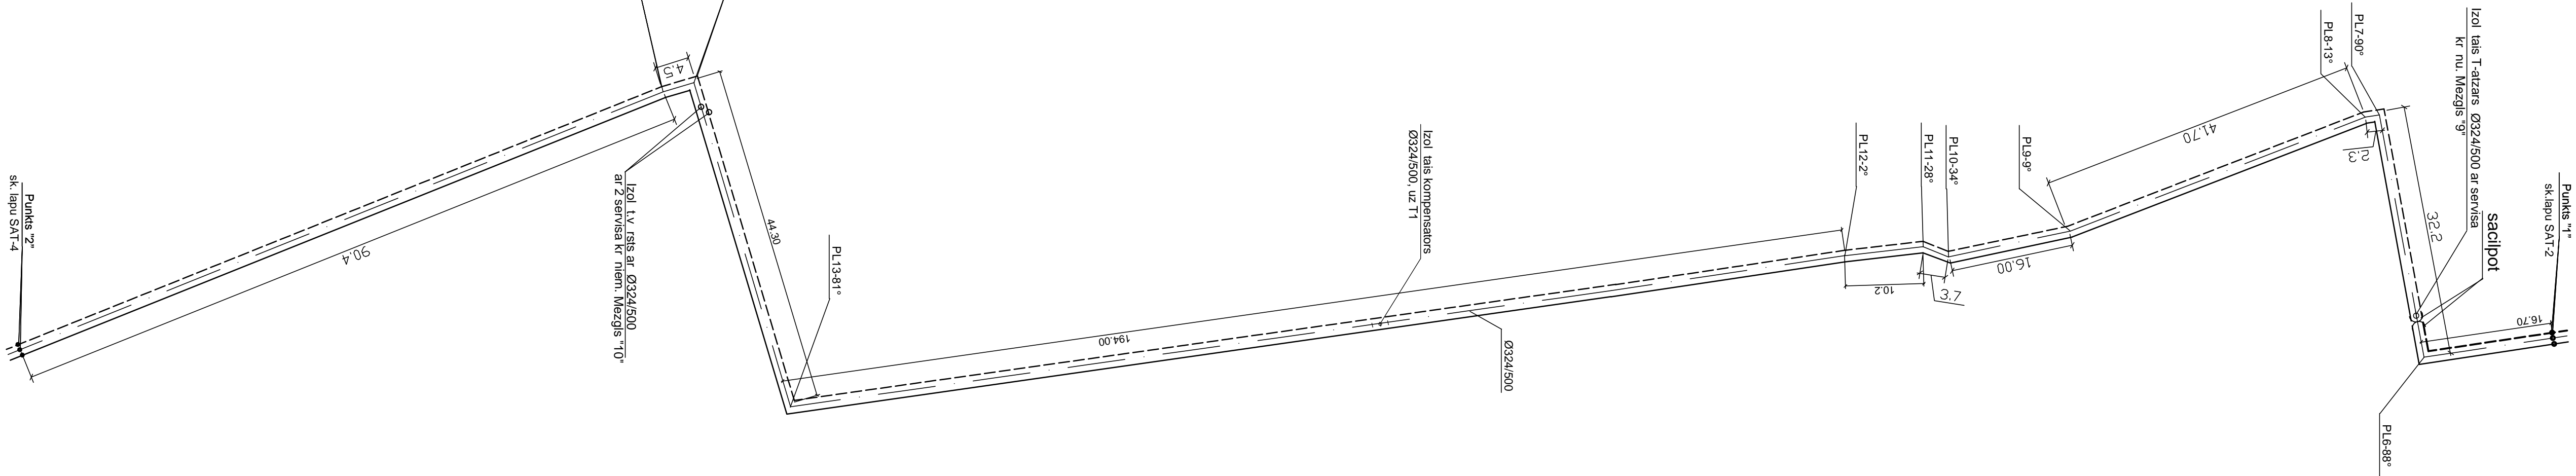 Punkts "1"
sk.lapu SAT-2
16.70
sacilpot
Izol tais T-atzars Ø324/500 ar servisa
kr nu. Mezgls "9"
PL6-88°
32.2
PL7-90°
PL8-13°
2.3
41.70
PL9-9°
16.00
PL10-34°
3.7
PL11-28°
10.2
PL12-2°
Ø324/500
Izol tais kompensators
Ø324/500, uz T1
194.00
PL13-81°
44.30
Izol t.v rsts ar Ø324/500
ar 2 servisa kr niem. Mezgls "10"
4.5
90.4
Punkts "2"
sk. lapu SAT-4